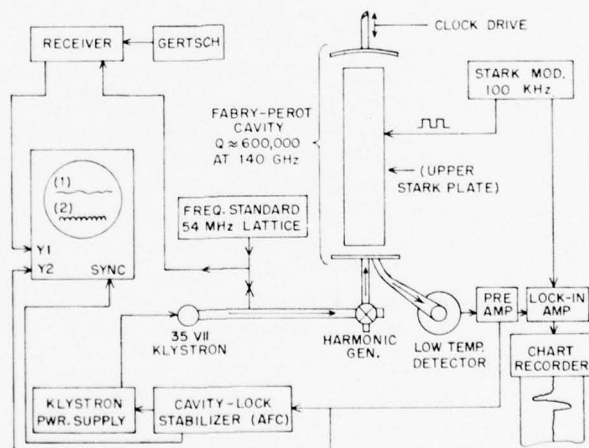 CLOCK DRIVE
RECEIVER
GERTSCH
STARK MOD.
100 KHz
FABRY-PEROT
CAVITY
Q ≈ 600,000
AT 140 GHz
(UPPER
STARK PLATE)
(1)
(2)
FREQ. STANDARD
54 MHz LATTICE
Y1
Y2
SYNC
35 V11
KLYSTRON
HARMONIC
GEN.
LOW TEMP.
DETECTOR
PRE
AMP
LOCK-IN
AMP
CHART
RECORDER
KLYSTRON
PWR. SUPPLY
CAVITY-LOCK
STABILIZER (AFC)